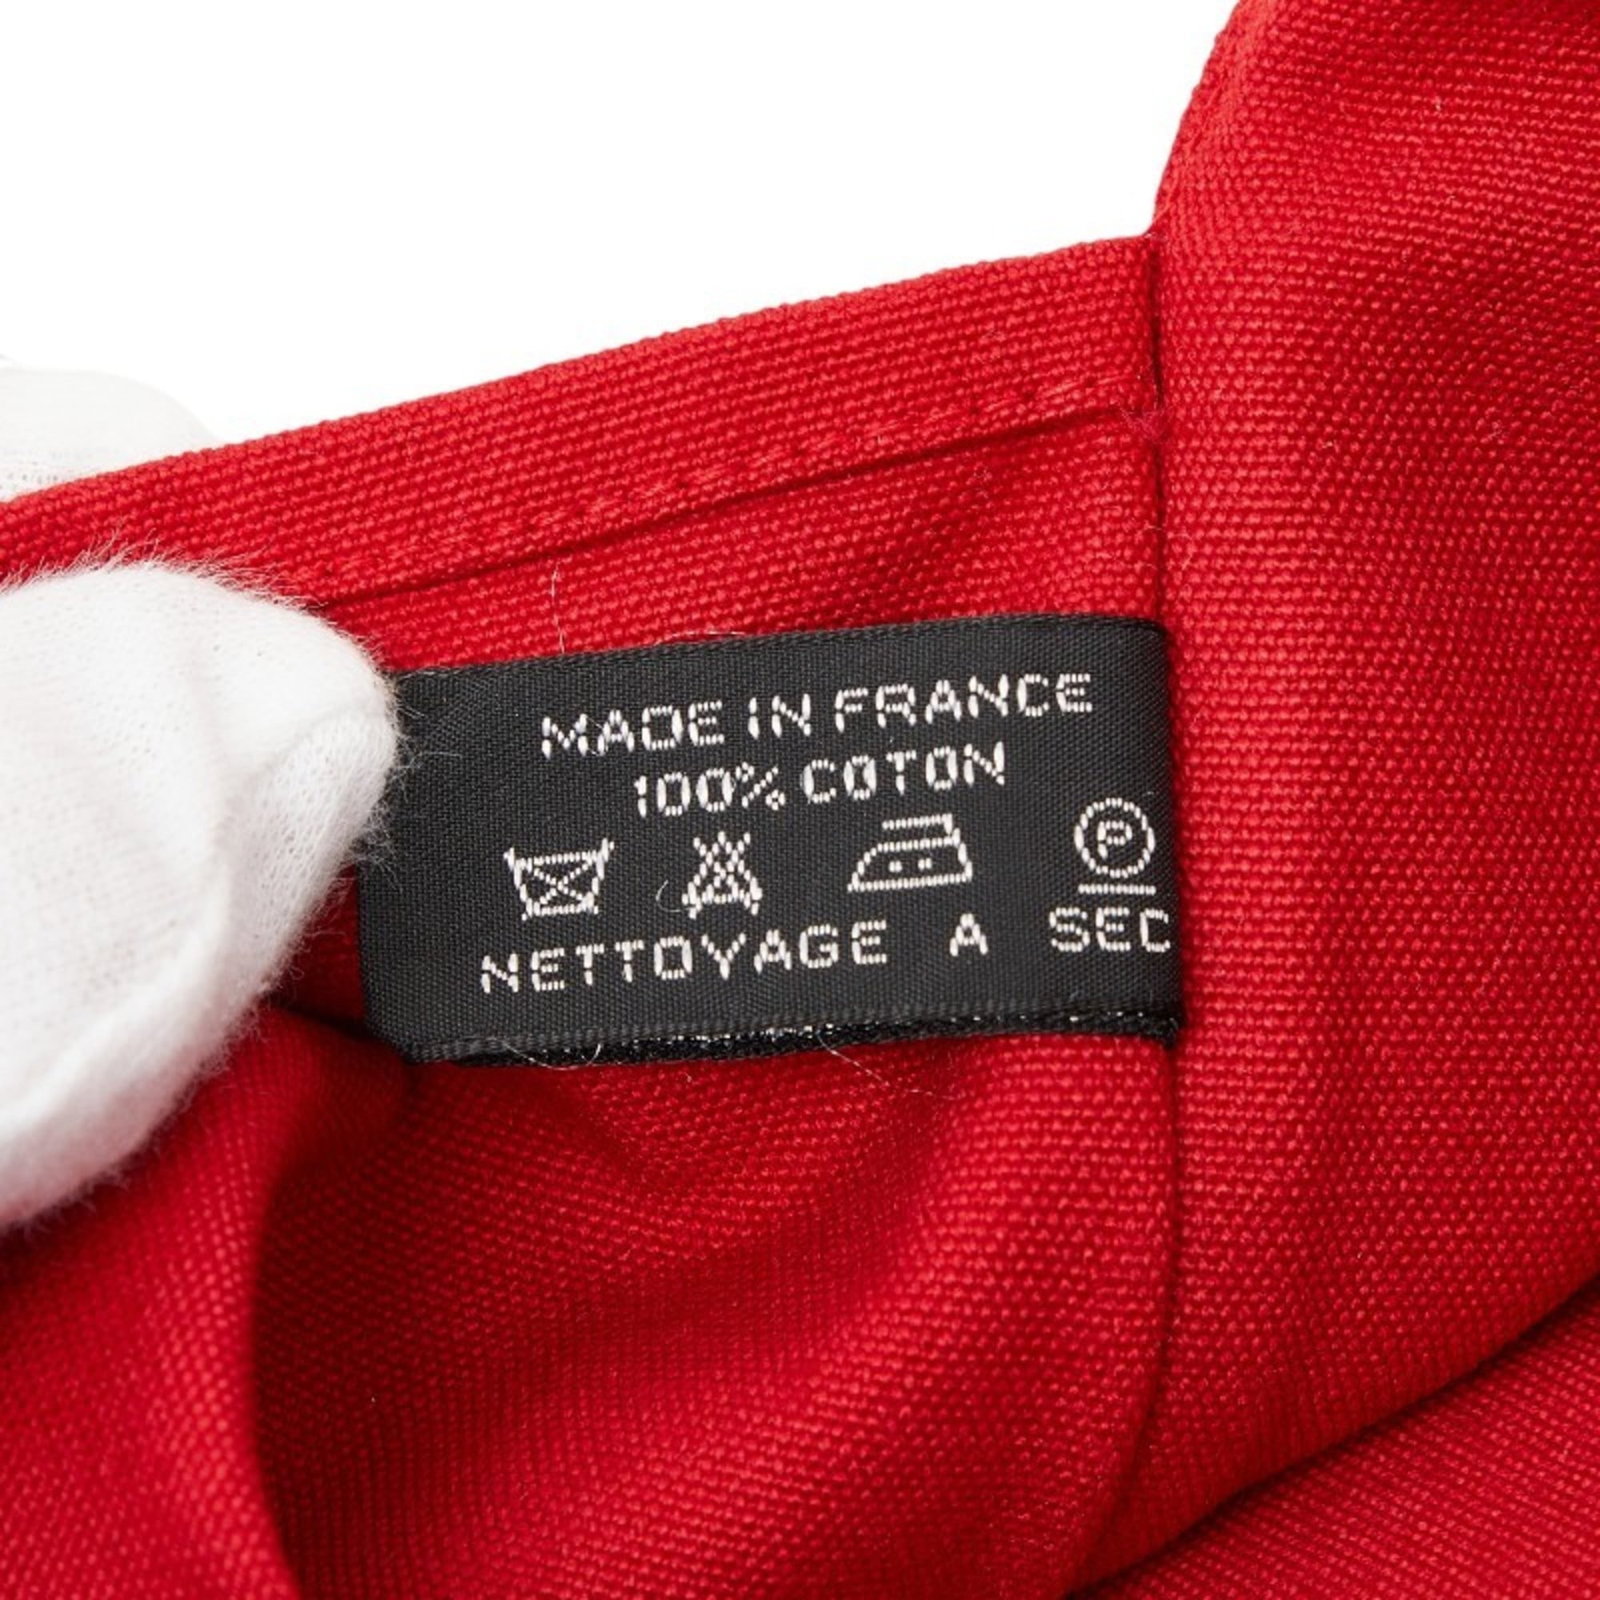 MADE IN FRANCE
100% COTON
P
NETTOYAGE A SEC